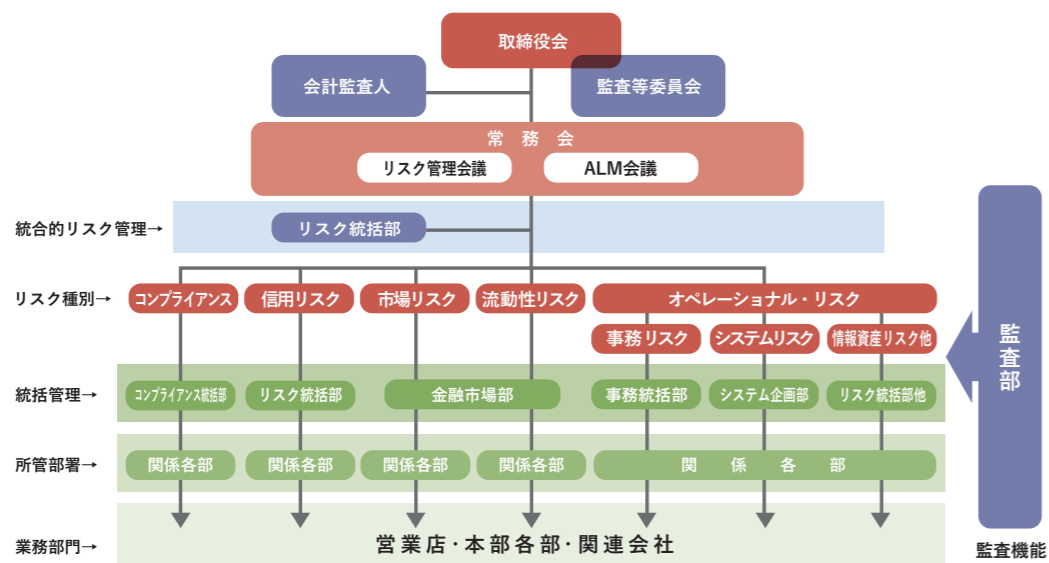 取締役会
会計監査人
監査等委員会
常務会
リスク管理会議
ALM会議
統合的リスク管理→
リスク統括部
リスク種別→
コンプライアンス
信用リスク
市場リスク
流動性リスク
オペレーショナル・リスク
事務リスク
システムリスク
情報資産リスク他
統括管理→
コンプライアンス統括部
リスク統括部
金融市場部
事務統括部
システム企画部
リスク統括部他
所管部署→
関係各部
関係各部
関係各部
関係各部
関係各部
業務部門→
営業店・本部各部・関連会社
監査部
監査機能